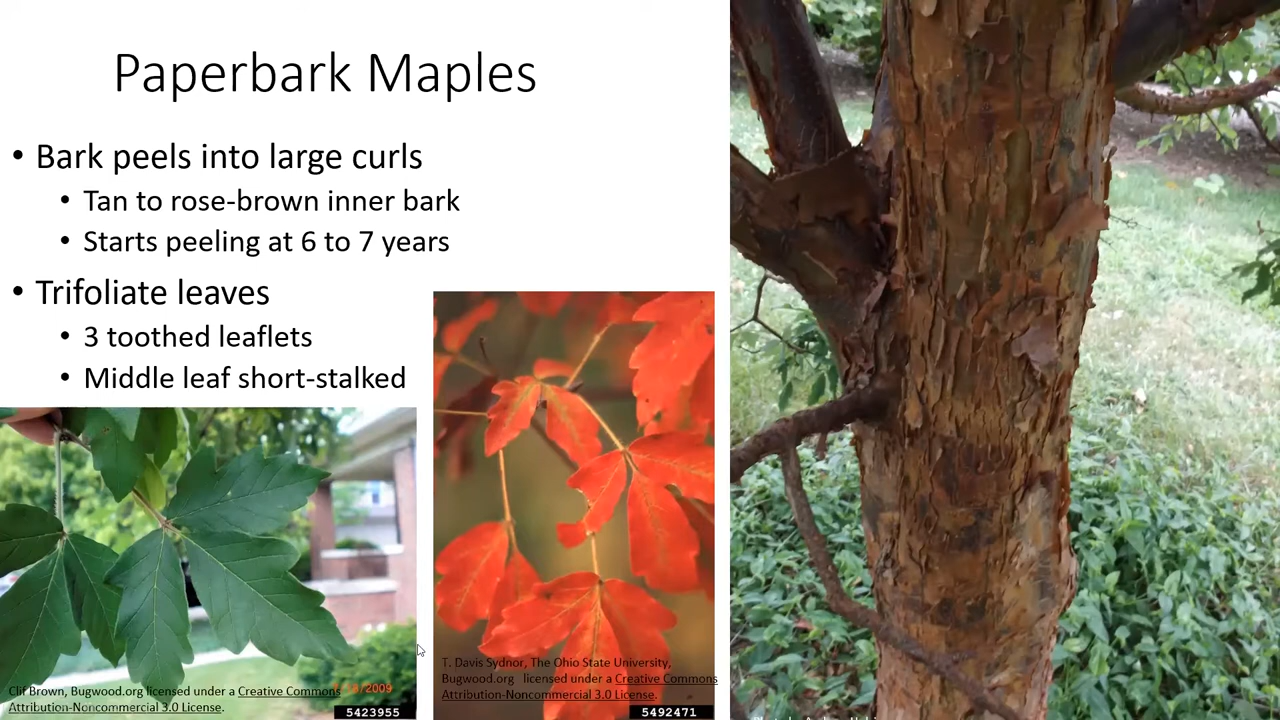 Paperbark Maples
• Bark peels into large curls
• Tan to rose-brown inner bark
• Starts peeling at 6 to 7 years
• Trifoliate leaves
• 3 toothed leaflets
• Middle leaf short-stalked
Clif Brown, Bugwood.org licensed under a Creative Commons
Attribution-Noncommercial 3.0 License.
/2009
5423955
T. Davis Sydnor, The Ohio State University,
Bugwood.org licensed under a Creative Commons
Attribution-Noncommercial 3.0 License.
5492471